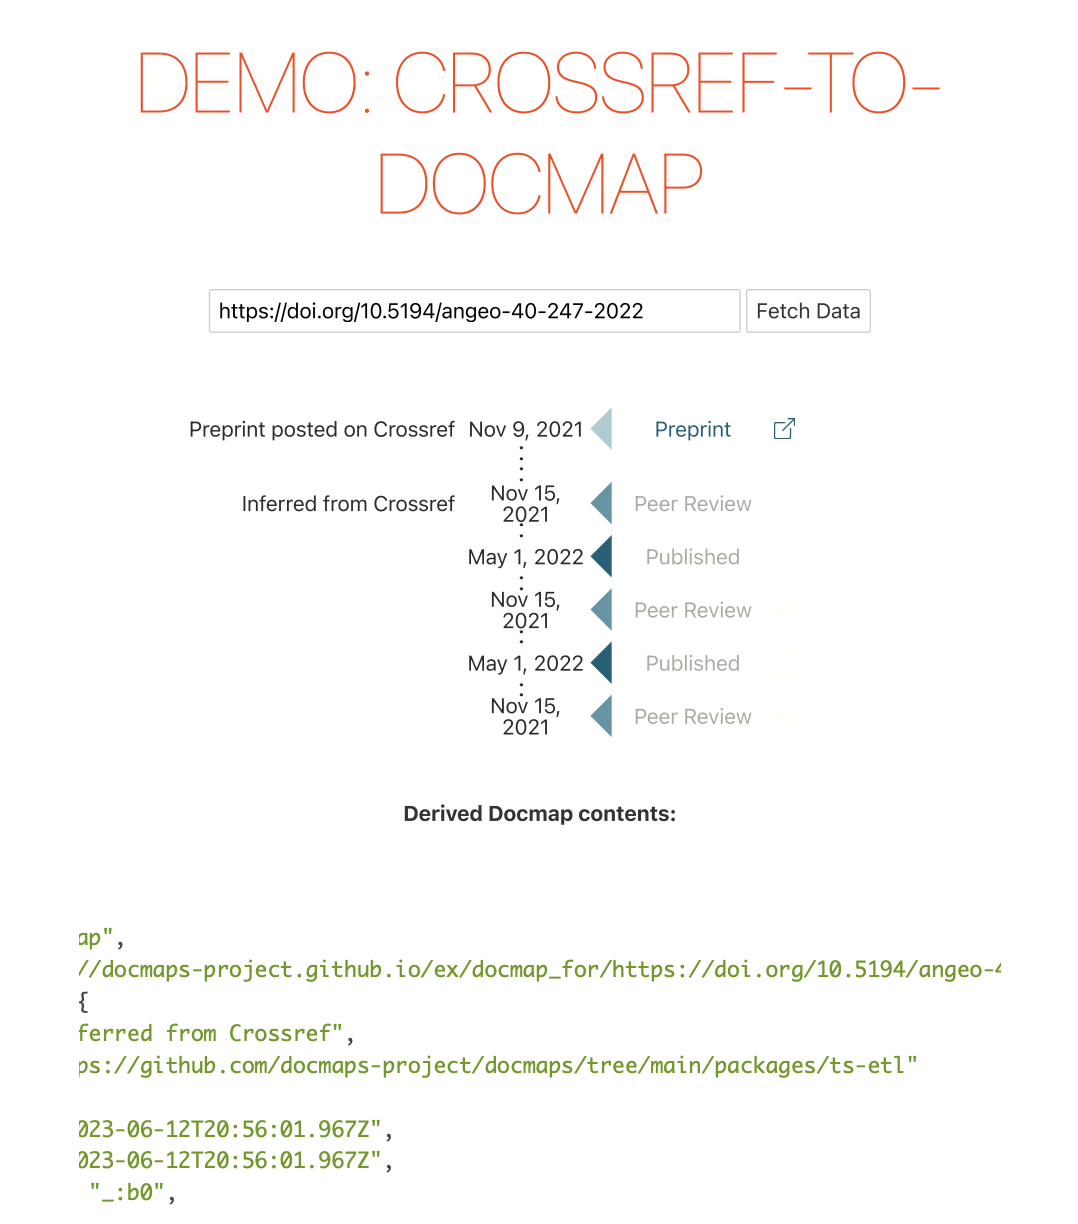 DEMO: CROSSREF-TO-
DOCMAP
https://doi.org/10.5194/angeo-40-247-2022 Fetch Data
Preprint posted on Crossref Nov 9, 2021 Preprint
Inferred from Crossref Nov 15, 2021 Peer Review
May 1, 2022 Published
Nov 15, 2021 Peer Review
May 1, 2022 Published
Nov 15, 2021 Peer Review
Derived Docmap contents:
ap",
//docmaps-project.github.io/ex/docmap_for/https://doi.org/10.5194/angeo-4
{
ferred from Crossref",
ps://github.com/docmaps-project/docmaps/tree/main/packages/ts-etl"
023-06-12T20:56:01.967Z",
023-06-12T20:56:01.967Z",
"_:b0",